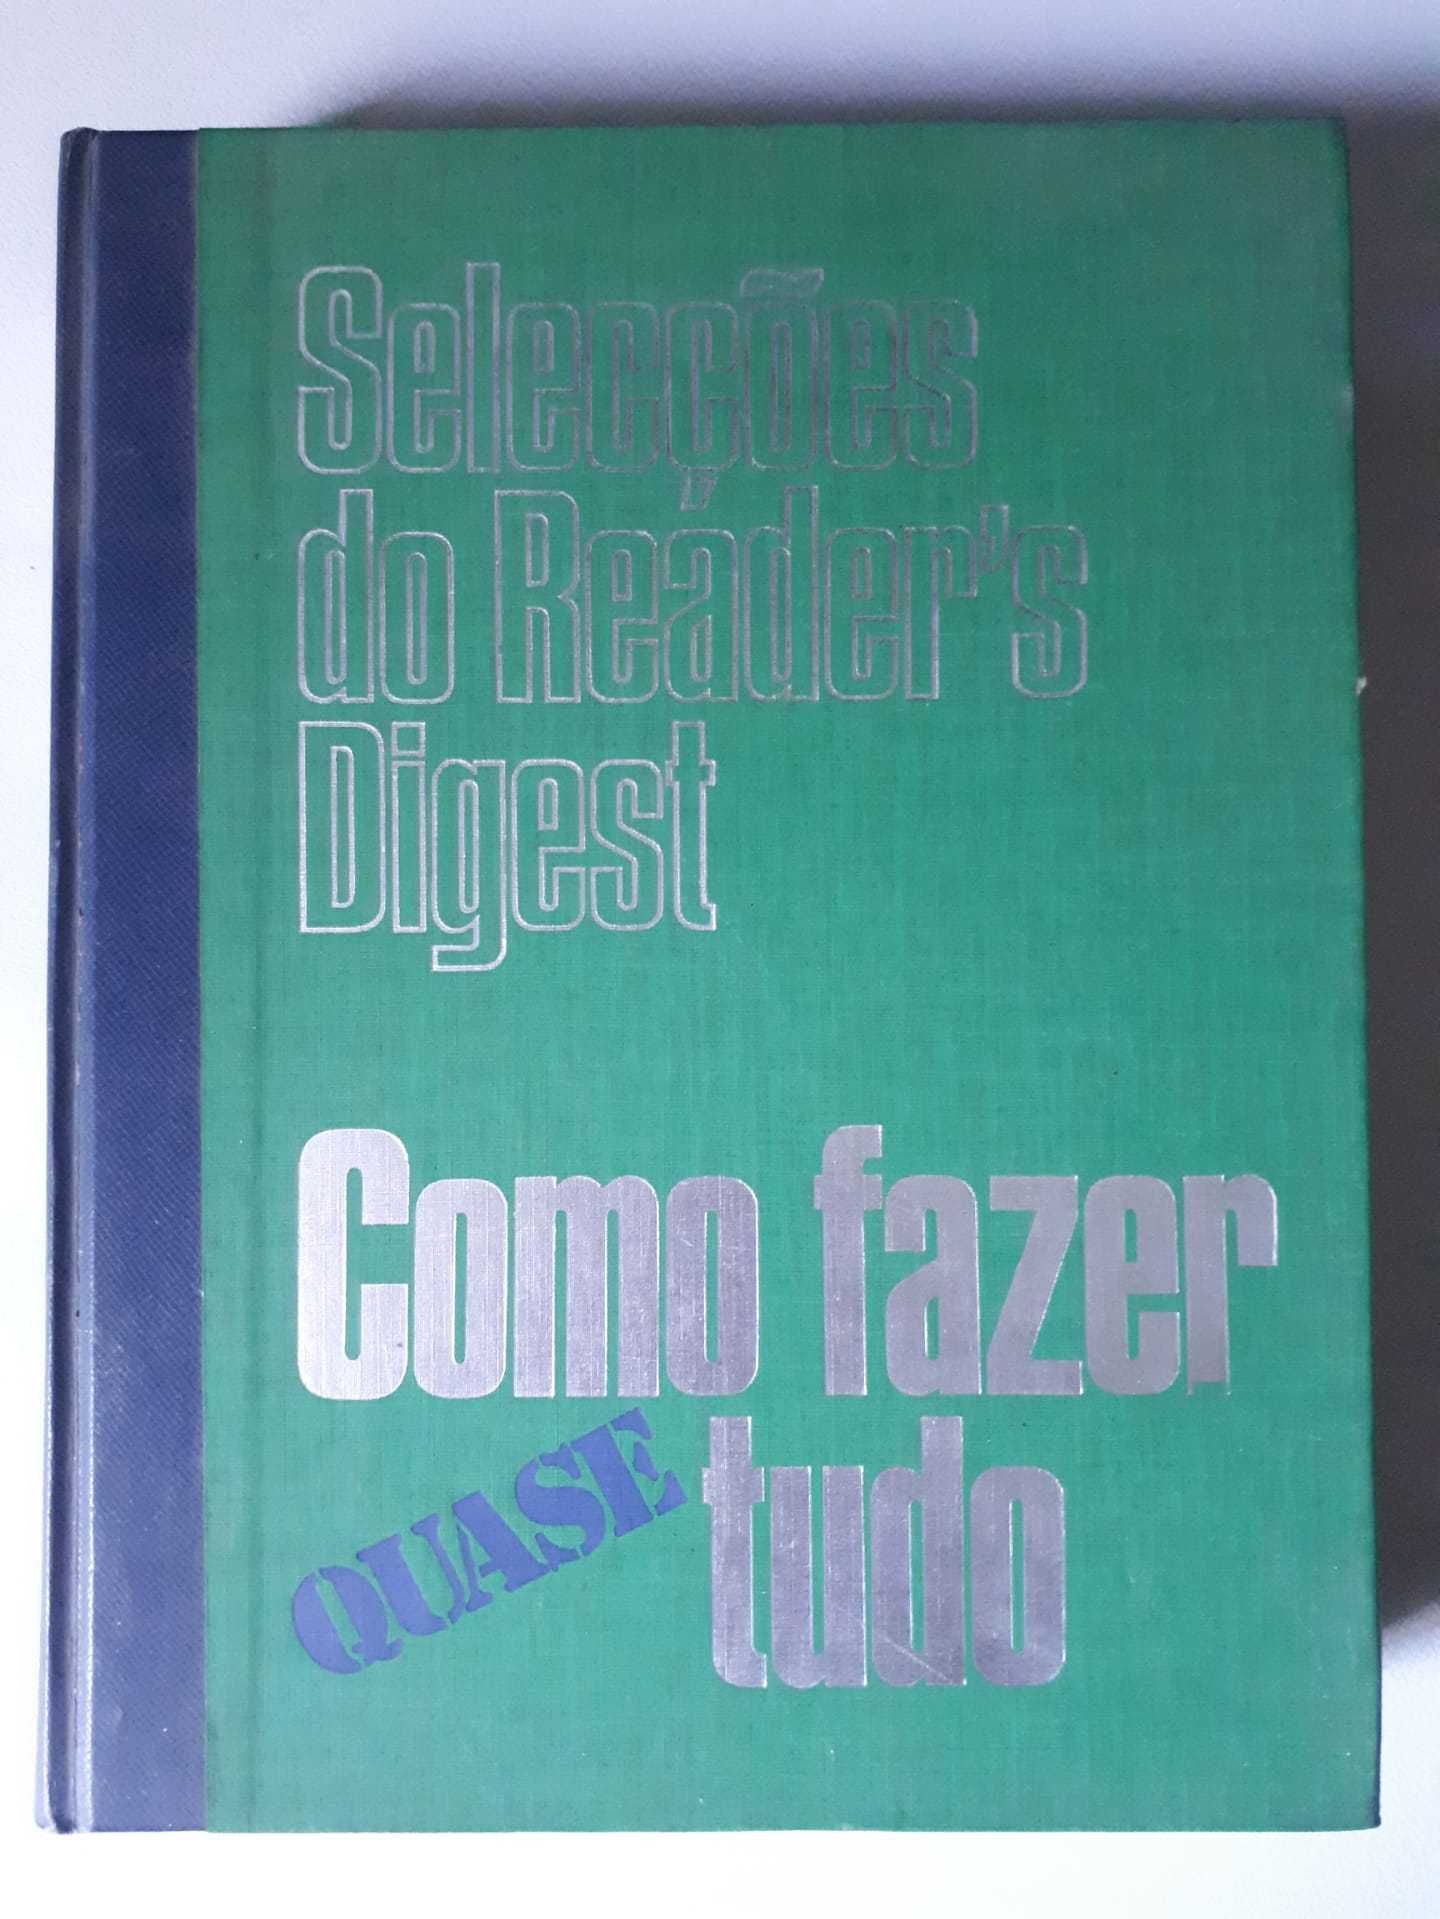 Selecções
do Reader's
Digest
Como fazer
QUASE tudo